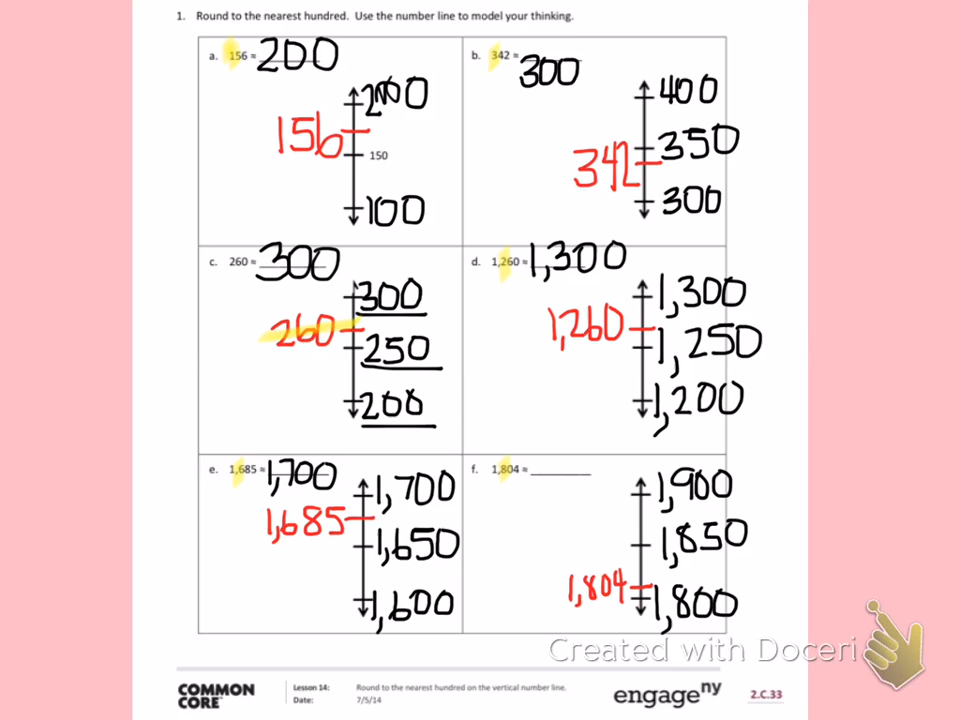 1. Round to the nearest hundred. Use the number line to model your thinking.
a. 156 ≈ 200
200
156
150
100
b. 342 ≈ 300
400
350
342
300
c. 260 ≈ 300
300
260
250
200
d. 1,260 ≈ 1,300
1,300
1,260
1,250
1,200
e. 1,685 ≈ 1,700
1,700
1,685
1,650
1,600
f. 1,804 ≈ ________
1,900
1,850
1,804
1,800
Created with Doceri
COMMON CORE™
Lesson 14: Round to the nearest hundred on the vertical number line.
Date: 7/5/14
engage ny
2.C.33